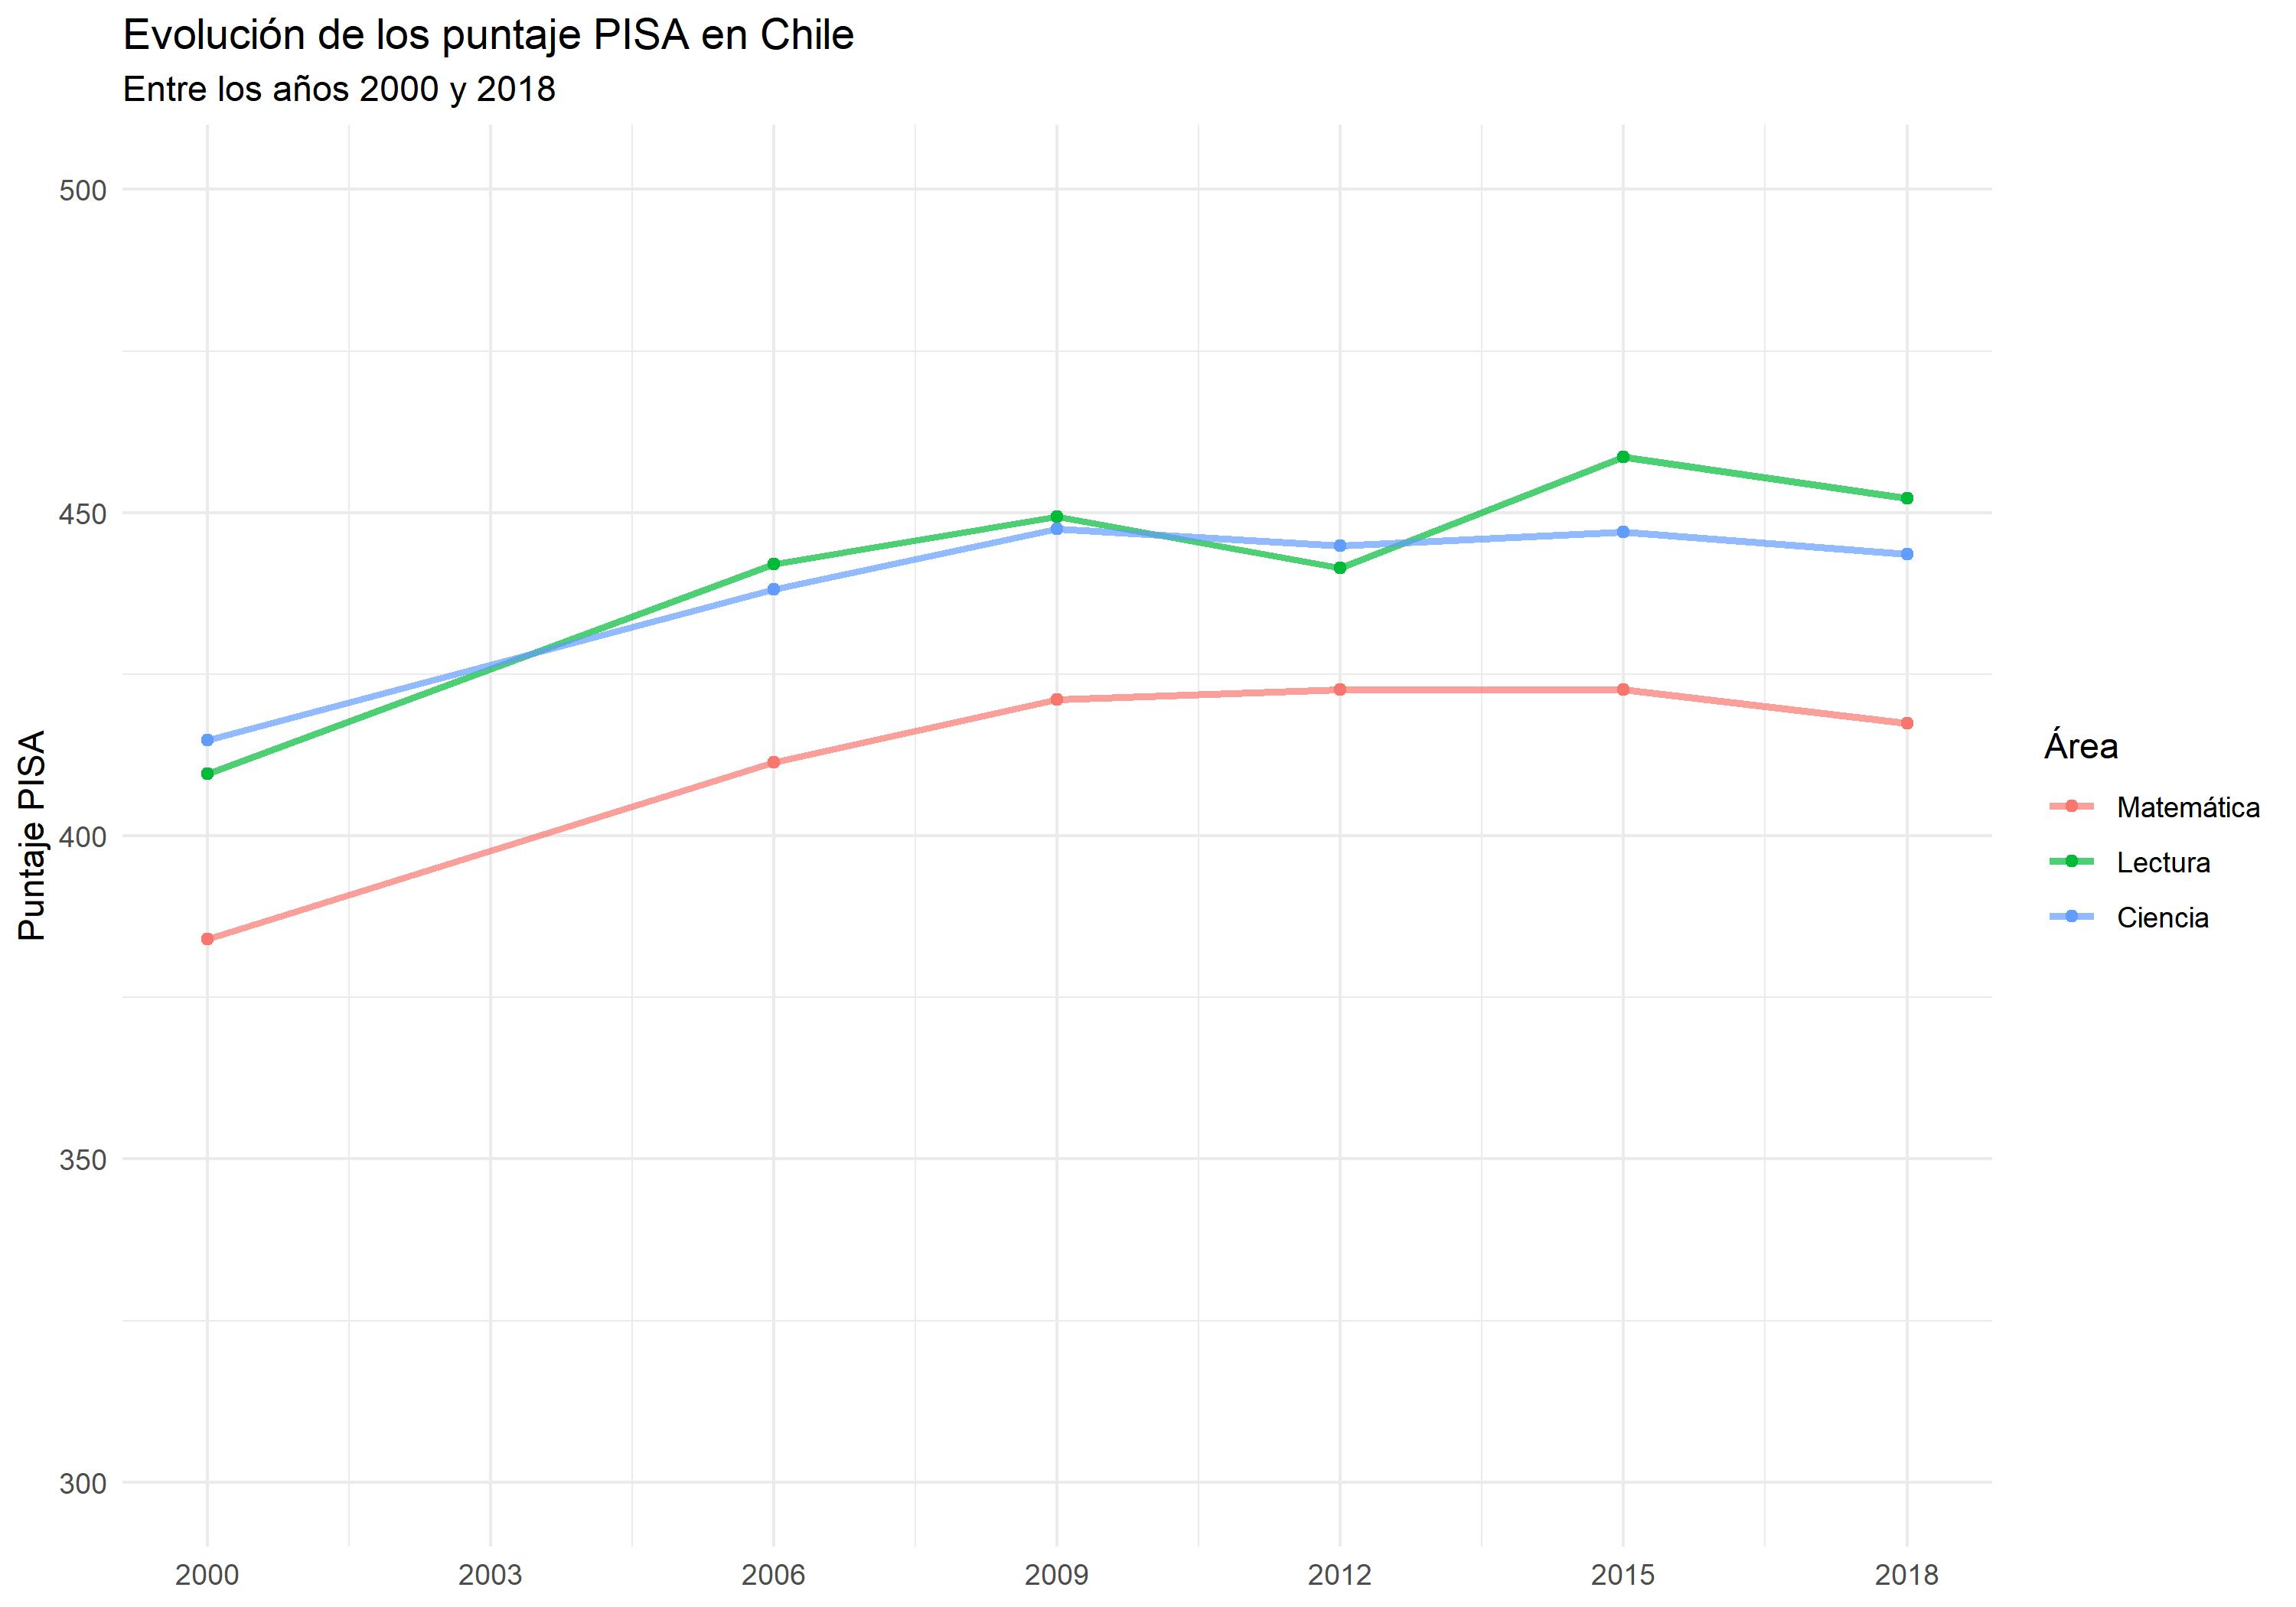 Evolución de los puntaje PISA en Chile
Entre los años 2000 y 2018
Puntaje PISA
500
450
400
350
300
2000 2003 2006 2009 2012 2015 2018
Área
Matemática
Lectura
Ciencia